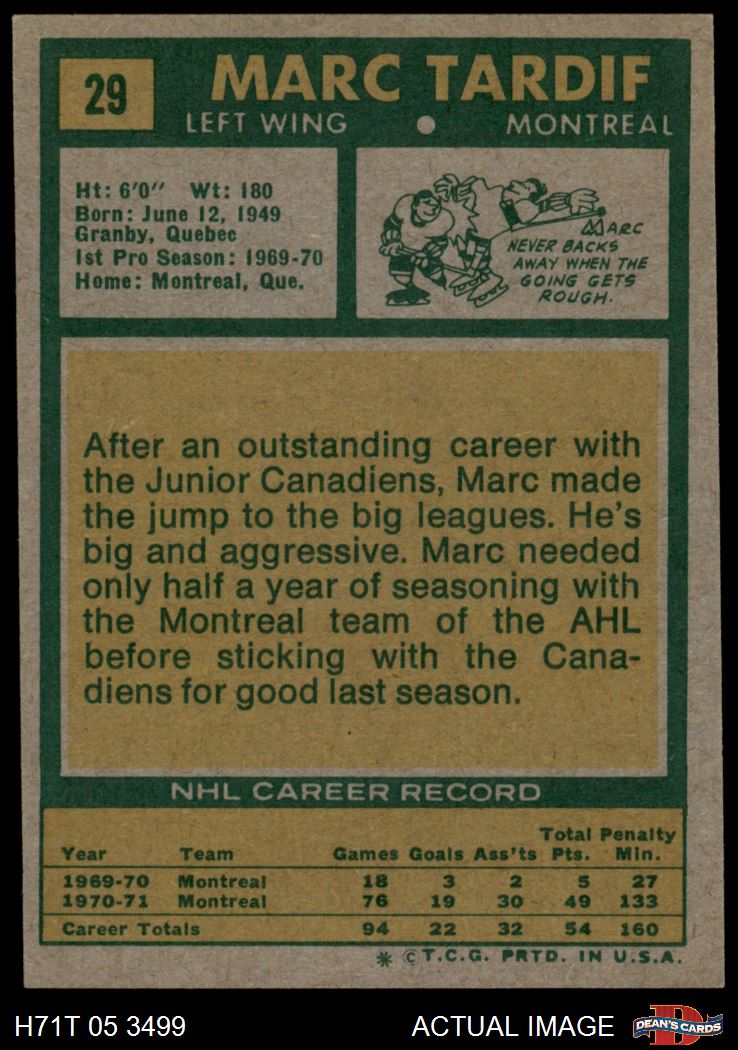 29
MARC TARDIF
LEFT WING • MONTREAL
Ht: 6'0" Wt: 180
Born: June 12, 1949
Granby, Quebec
1st Pro Season: 1969-70
Home: Montreal, Que.
MARC
NEVER BACKS
AWAY WHEN THE
GOING GETS
ROUGH.
After an outstanding career with
the Junior Canadiens, Marc made
the jump to the big leagues. He's
big and aggressive. Marc needed
only half a year of seasoning with
the Montreal team of the AHL
before sticking with the Cana-
diens for good last season.
NHL CAREER RECORD
Total Penalty
Year Team Games Goals Ass'ts Pts. Min.
1969-70 Montreal 18 3 2 5 27
1970-71 Montreal 76 19 30 49 133
Career Totals 94 22 32 54 160
* © T.C.G. PRTD. IN U.S.A.
H71T 05 3499 ACTUAL IMAGE DEAN'S CARDS